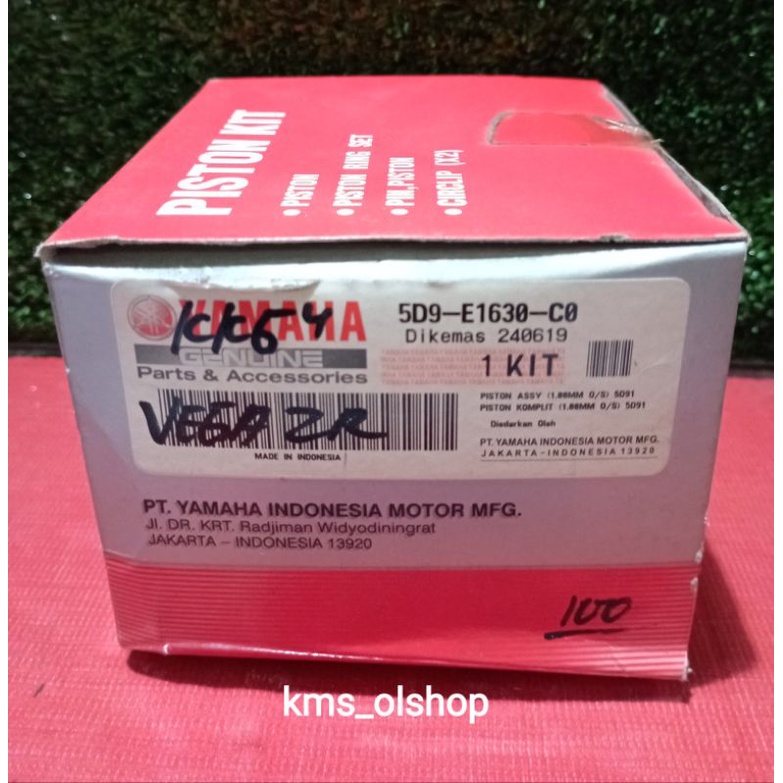 PISTON KIT
• PISTON
• PISTON RING SET
• PIN, PISTON
• CIRCLIP (X2)
YAMAHA
GENUINE
Parts & Accessories
5D9-E1630-C0
Dikemas 240619
1 KIT
VEGA ZR
MADE IN INDONESIA
PISTON ASSY (1.00MM O/S) 5D91
PISTON KOMPLIT (1.00MM O/S) 5D91
Diedarkan Oleh
PT. YAMAHA INDONESIA MOTOR MFG.
JAKARTA - INDONESIA 13920
PT. YAMAHA INDONESIA MOTOR MFG.
Jl. DR. KRT. Radjiman Widyodiningrat
JAKARTA – INDONESIA 13920
100
kms_olshop